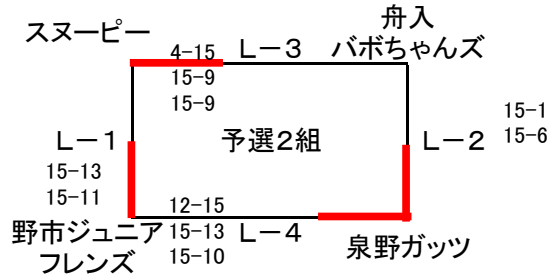 スヌーピー
舟入
バボちゃんズ
4-15
15-9
15-9
L-3
L-1
15-13
15-11
予選2組
L-2
15-1
15-6
野市ジュニア
フレンズ
12-15
15-13
15-10
L-4
泉野ガッツ